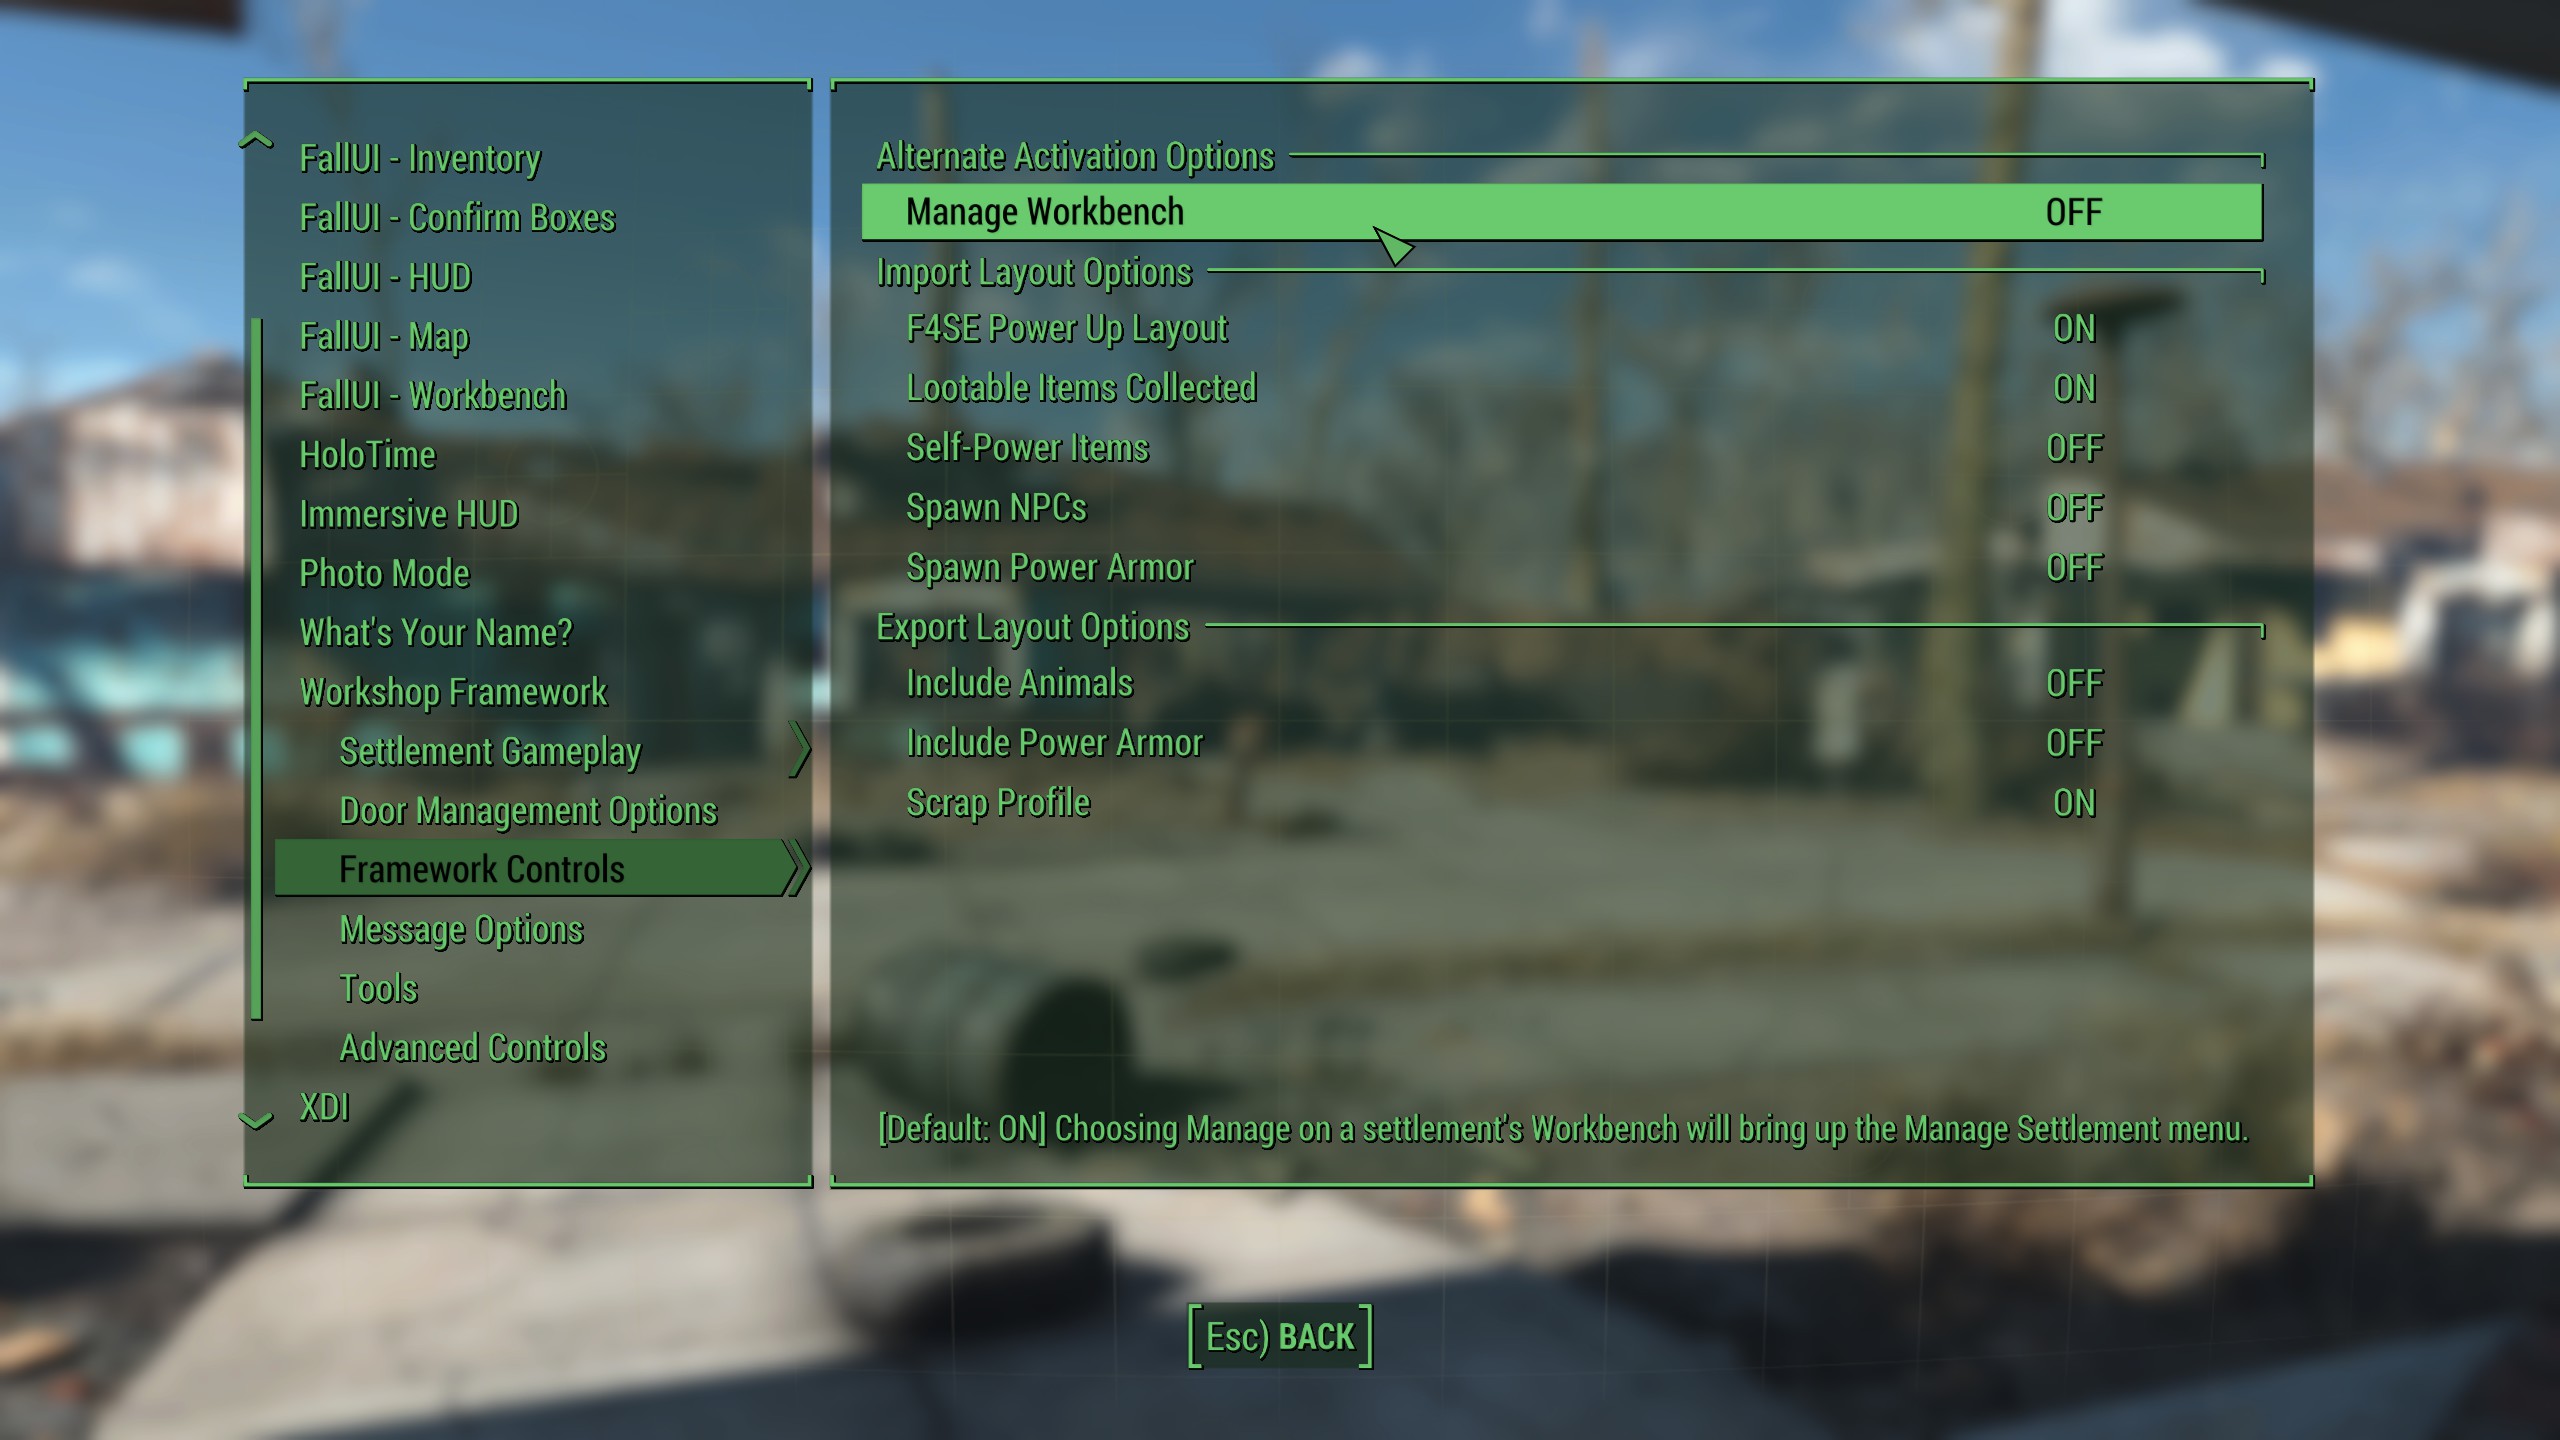 FallUI - Inventory
FallUI - Confirm Boxes
FallUI - HUD
FallUI - Map
FallUI - Workbench
HoloTime
Immersive HUD
Photo Mode
What's Your Name?
Workshop Framework
Settlement Gameplay
Door Management Options
Framework Controls
Message Options
Tools
Advanced Controls
XDI
Alternate Activation Options
Manage Workbench OFF
Import Layout Options
F4SE Power Up Layout ON
Lootable Items Collected ON
Self-Power Items OFF
Spawn NPCs OFF
Spawn Power Armor OFF
Export Layout Options
Include Animals OFF
Include Power Armor OFF
Scrap Profile ON
[Default: ON] Choosing Manage on a settlement's Workbench will bring up the Manage Settlement menu.
Esc) BACK